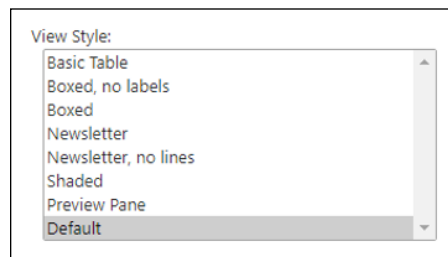 View Style:
Basic Table
Boxed, no labels
Boxed
Newsletter
Newsletter, no lines
Shaded
Preview Pane
Default